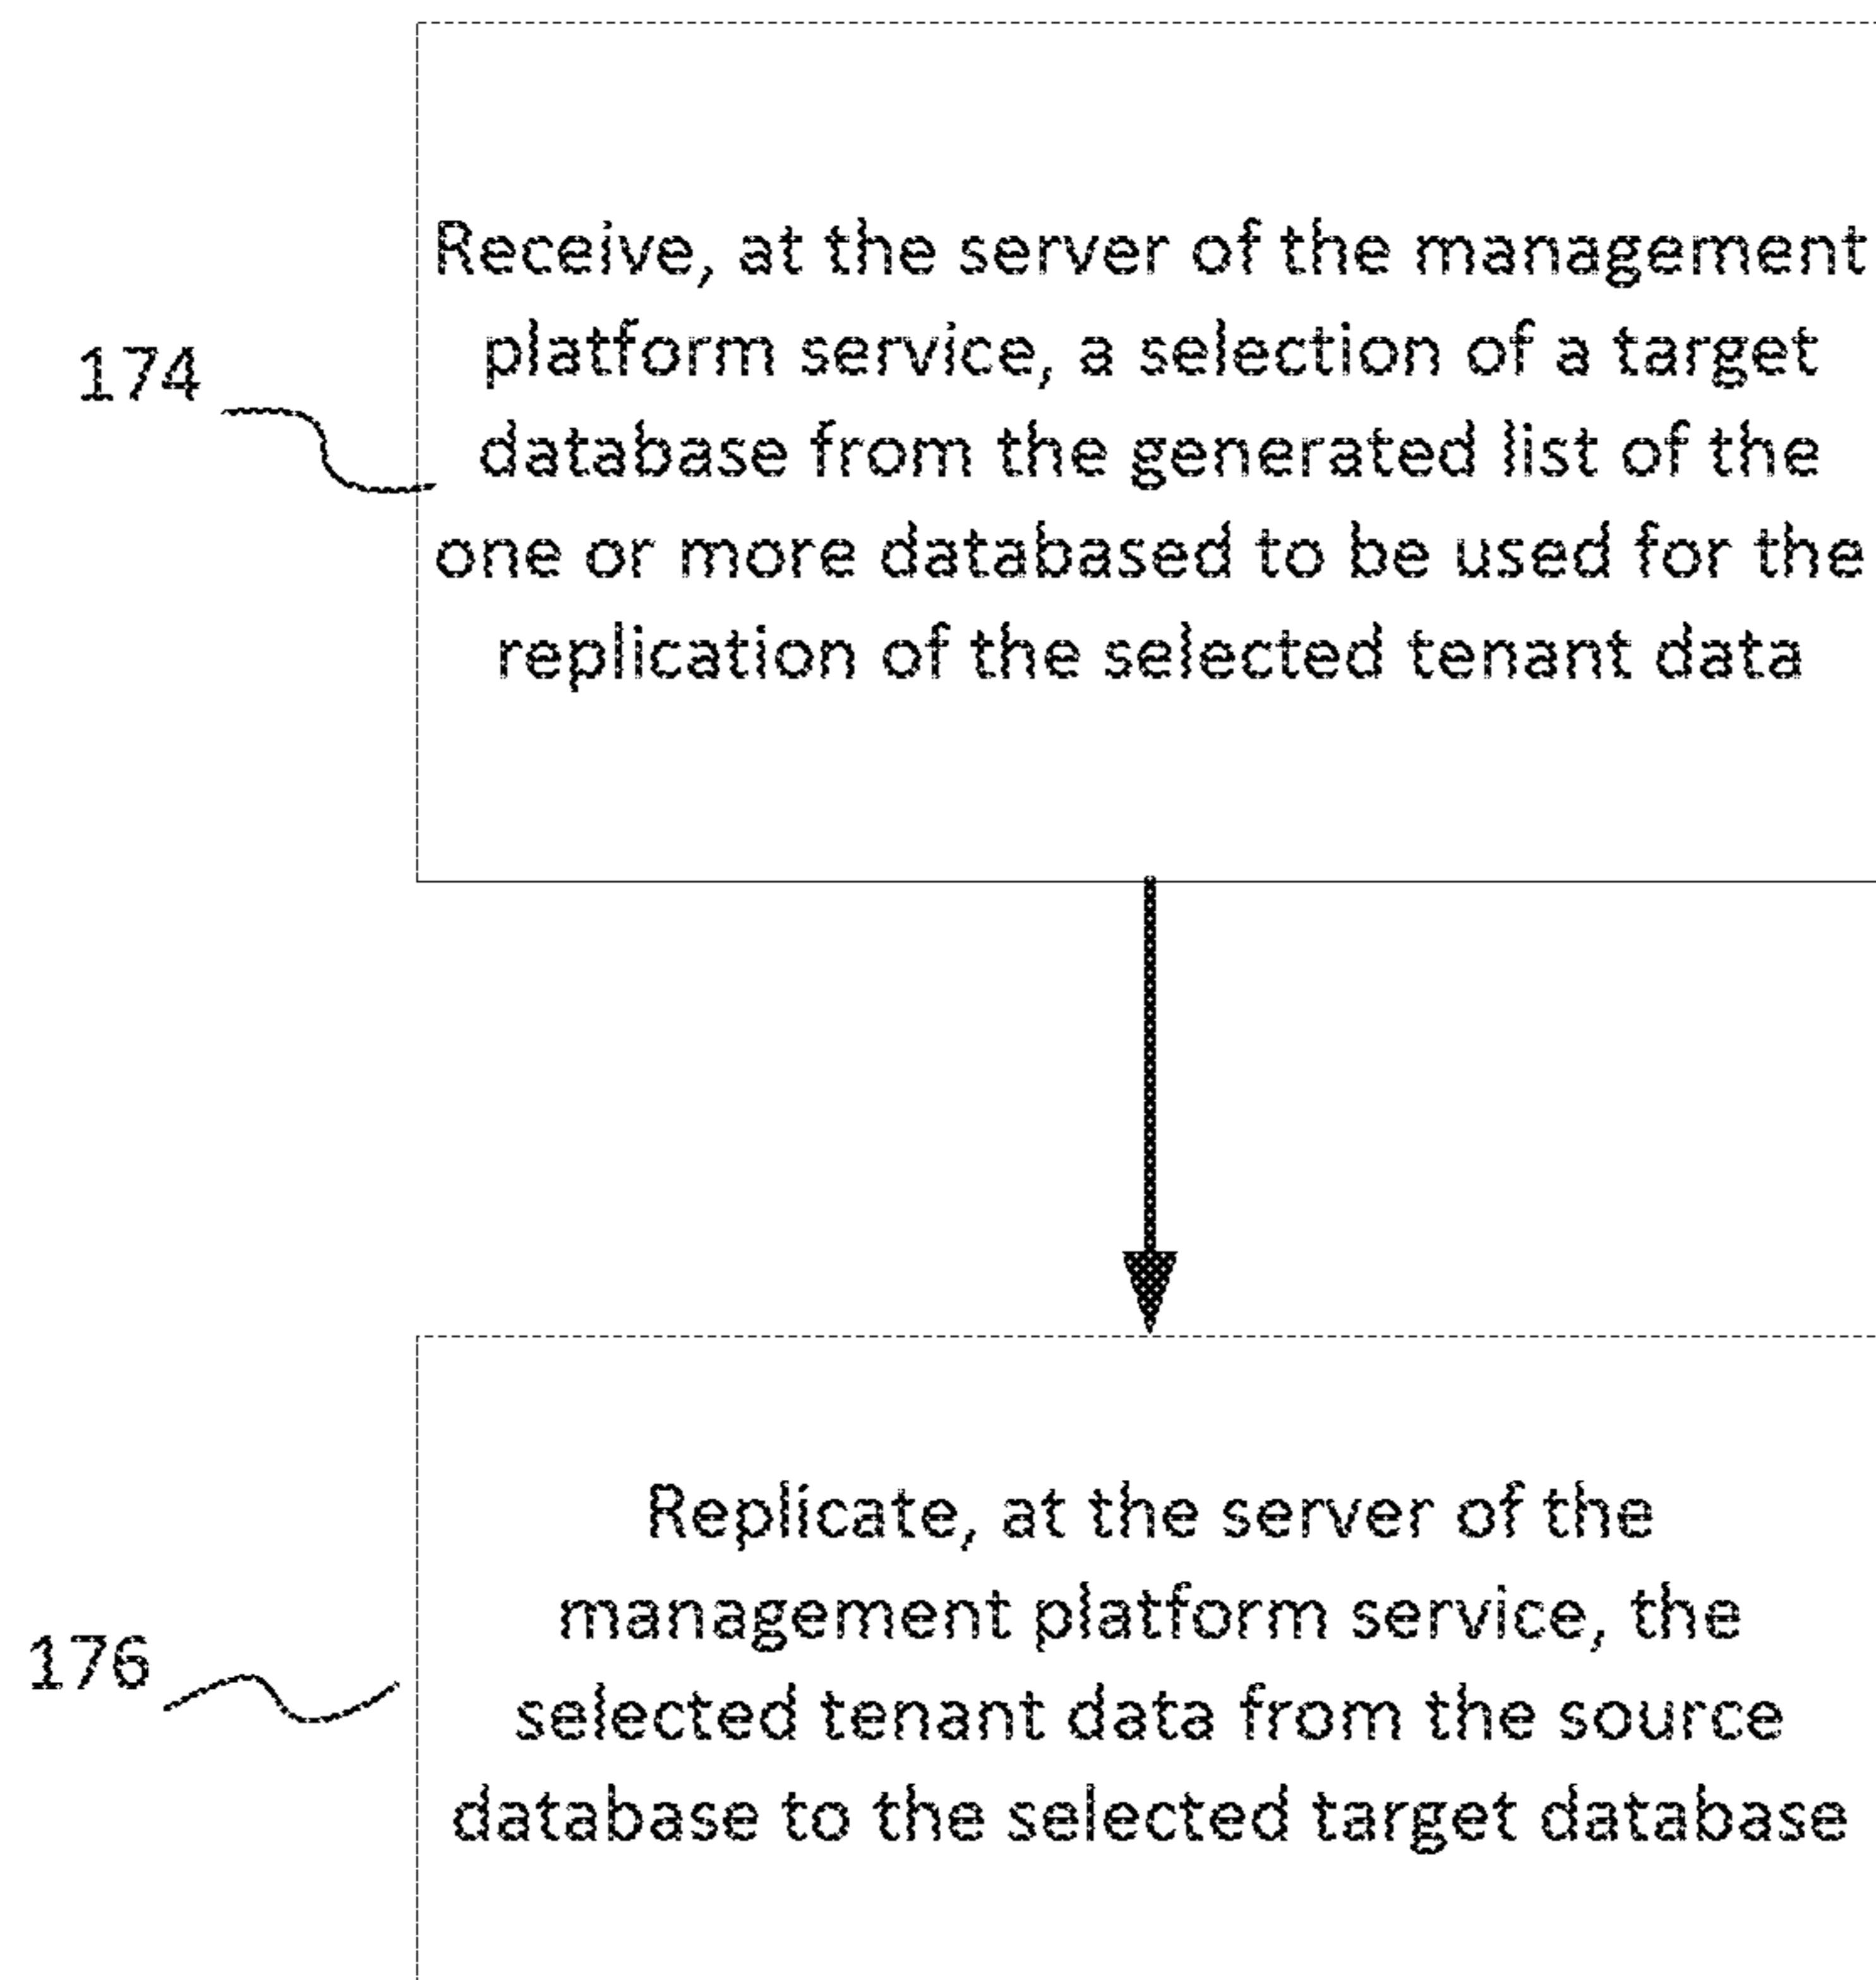 Receive, at the server of the management
platform service, a selection of a target
174
database from the generated list of the
one or more databased to be used for the
replication of the selected tenant data
Replicate, at the server of the
management platform service, the
176
selected tenant data from the source
database to the selected target database